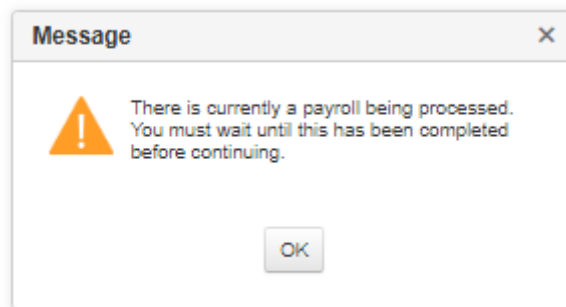 Message
There is currently a payroll being processed.
You must wait until this has been completed
before continuing.
OK